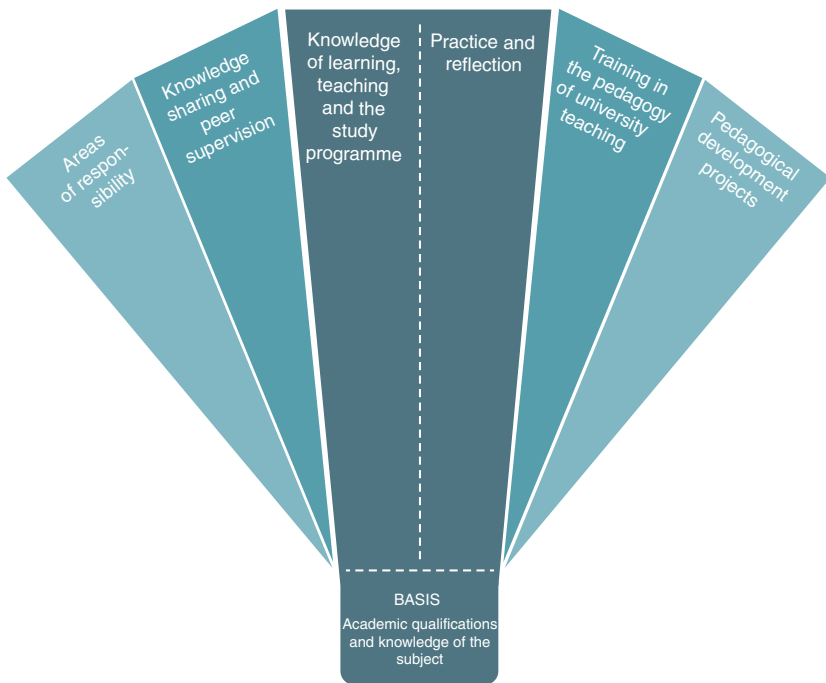 Areas
of respon-
sibility
Knowledge
sharing and
peer
supervision
Knowledge
of learning,
teaching
and the
study
programme
Practice and
reflection
Training in
the pedagogy
of university
teaching
Pedagogical
development
projects
BASIS
Academic qualifications
and knowledge of the
subject